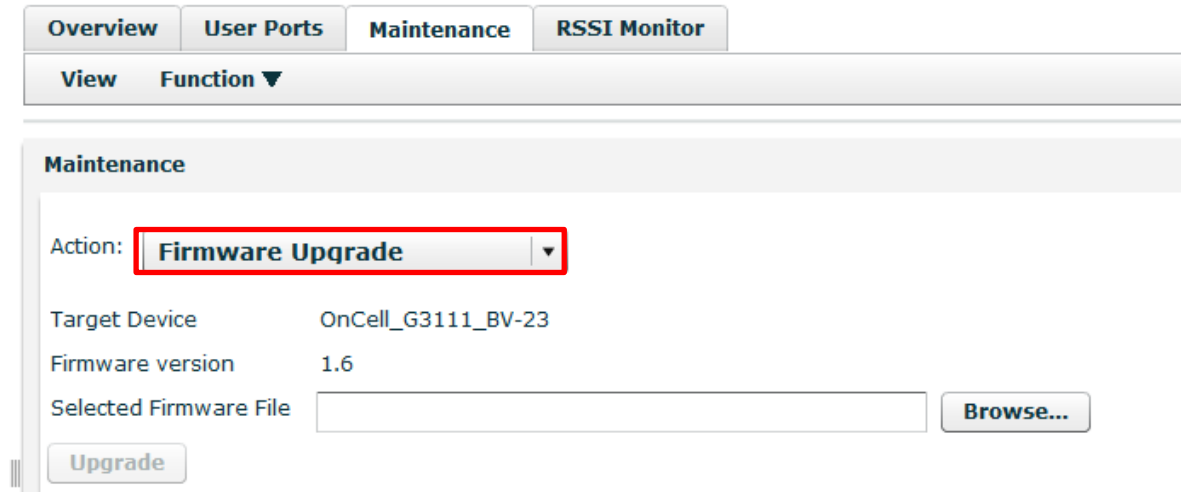 Overview User Ports Maintenance RSSI Monitor
View Function ▼
Maintenance
Action: Firmware Upgrade
Target Device OnCell_G3111_BV-23
Firmware version 1.6
Selected Firmware File Browse...
Upgrade